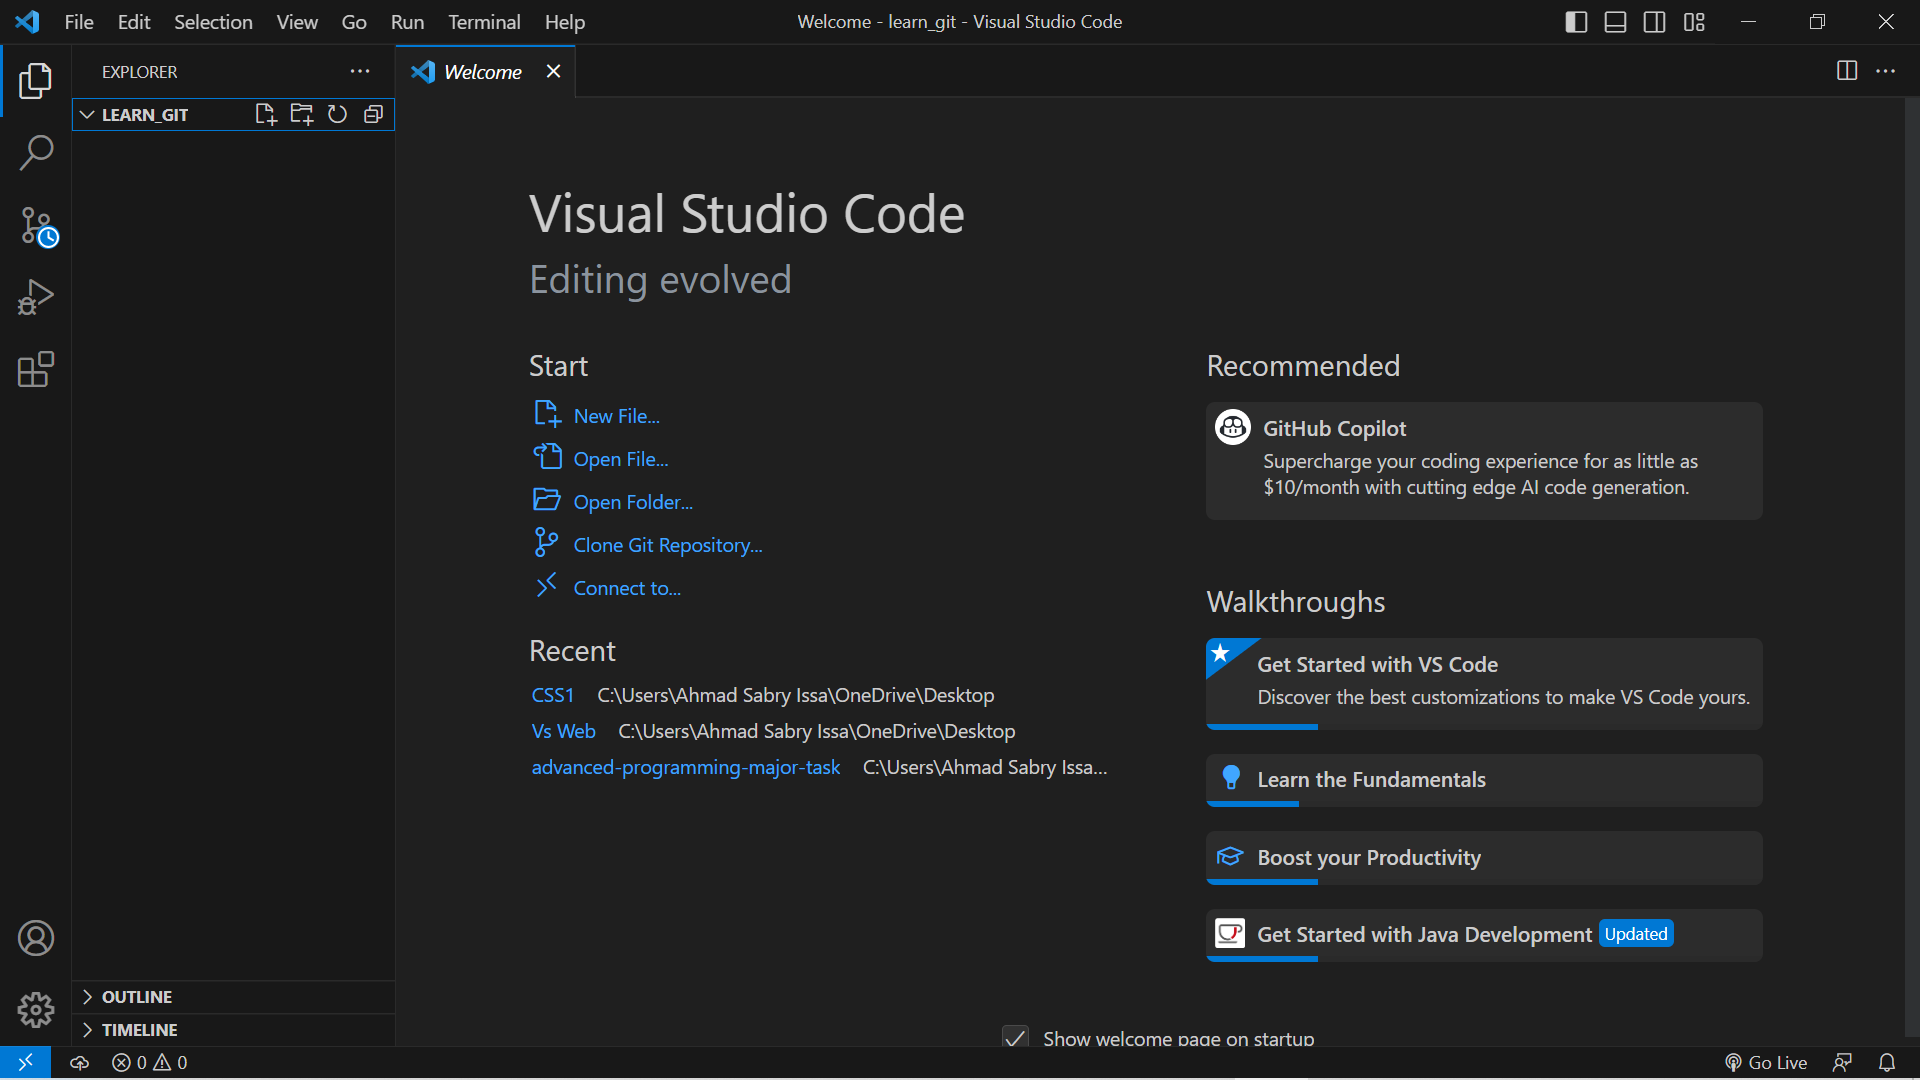 File Edit Selection View Go Run Terminal Help
Welcome - learn_git - Visual Studio Code
EXPLORER
Welcome
LEARN_GIT
Visual Studio Code
Editing evolved
Start
New File...
Open File...
Open Folder...
Clone Git Repository...
Connect to...
Recent
CSS1 C:\Users\Ahmad Sabry Issa\OneDrive\Desktop
Vs Web C:\Users\Ahmad Sabry Issa\OneDrive\Desktop
advanced-programming-major-task C:\Users\Ahmad Sabry Issa...
Recommended
GitHub Copilot
Supercharge your coding experience for as little as
$10/month with cutting edge AI code generation.
Walkthroughs
Get Started with VS Code
Discover the best customizations to make VS Code yours.
Learn the Fundamentals
Boost your Productivity
Get Started with Java Development Updated
Show welcome page on startup
OUTLINE
TIMELINE
0 0
Go Live